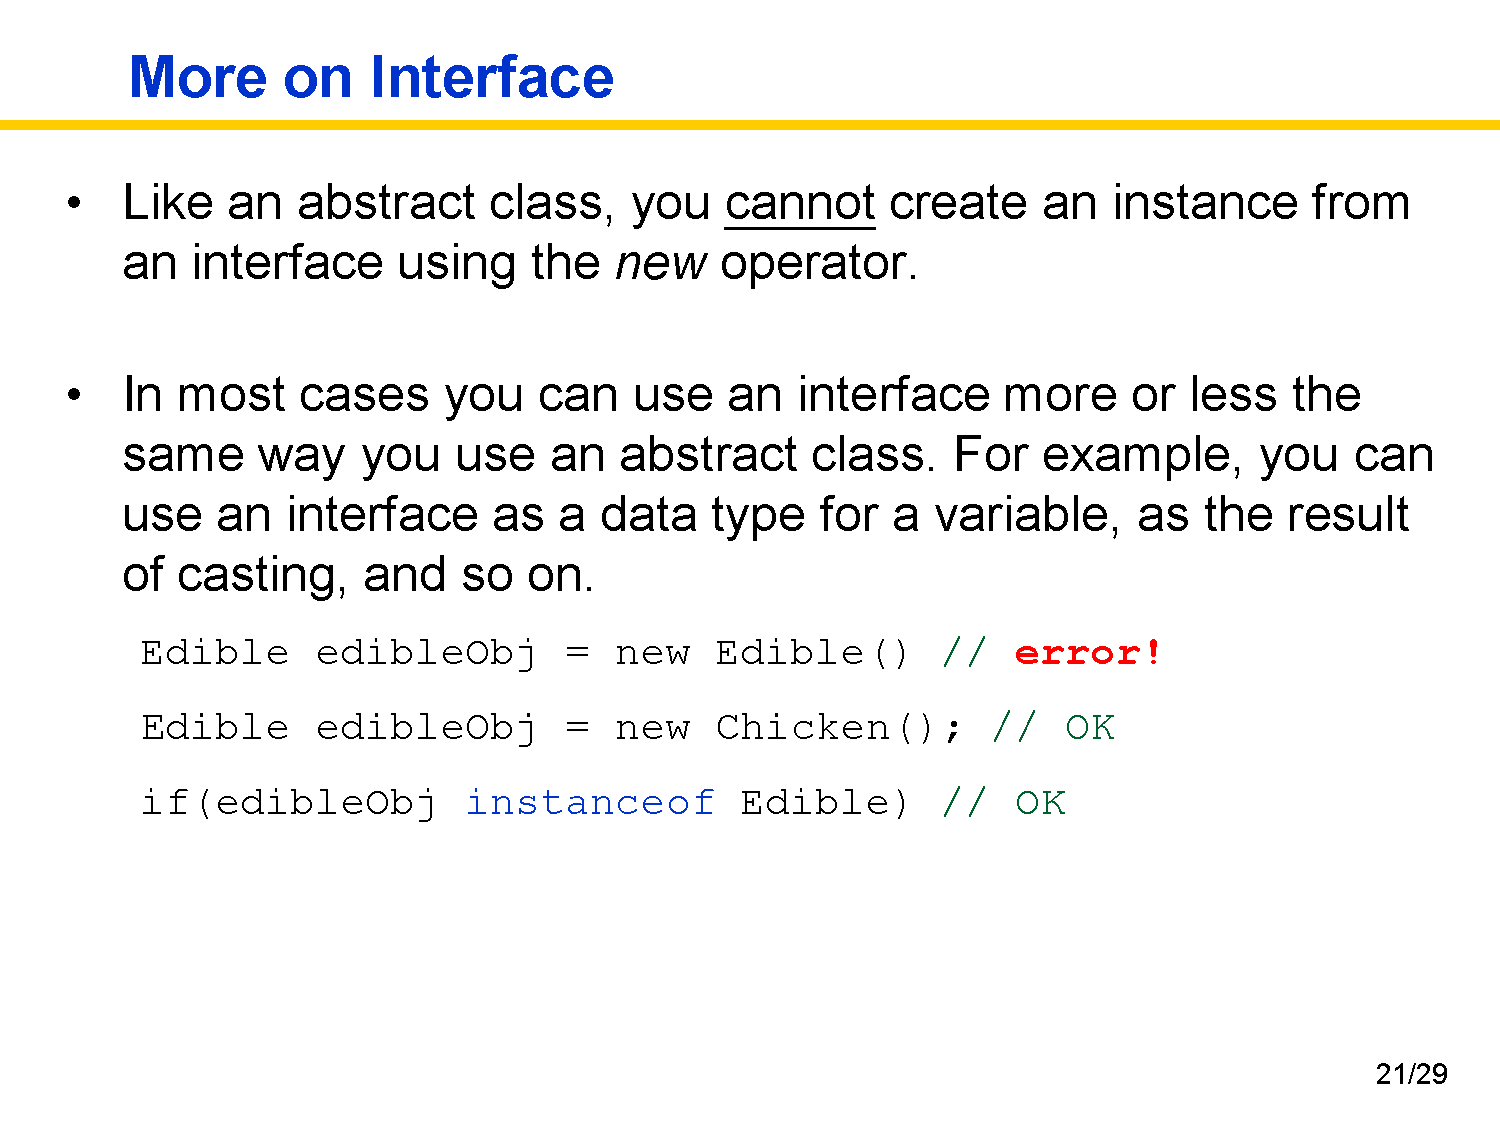 More on Interface
• Like an abstract class, you cannot create an instance from
an interface using the new operator.
• In most cases you can use an interface more or less the
same way you use an abstract class. For example, you can
use an interface as a data type for a variable, as the result
of casting, and so on.
Edible edibleObj = new Edible() // error!
Edible edibleObj = new Chicken(); // OK
if(edibleObj instanceof Edible) // OK
21/29